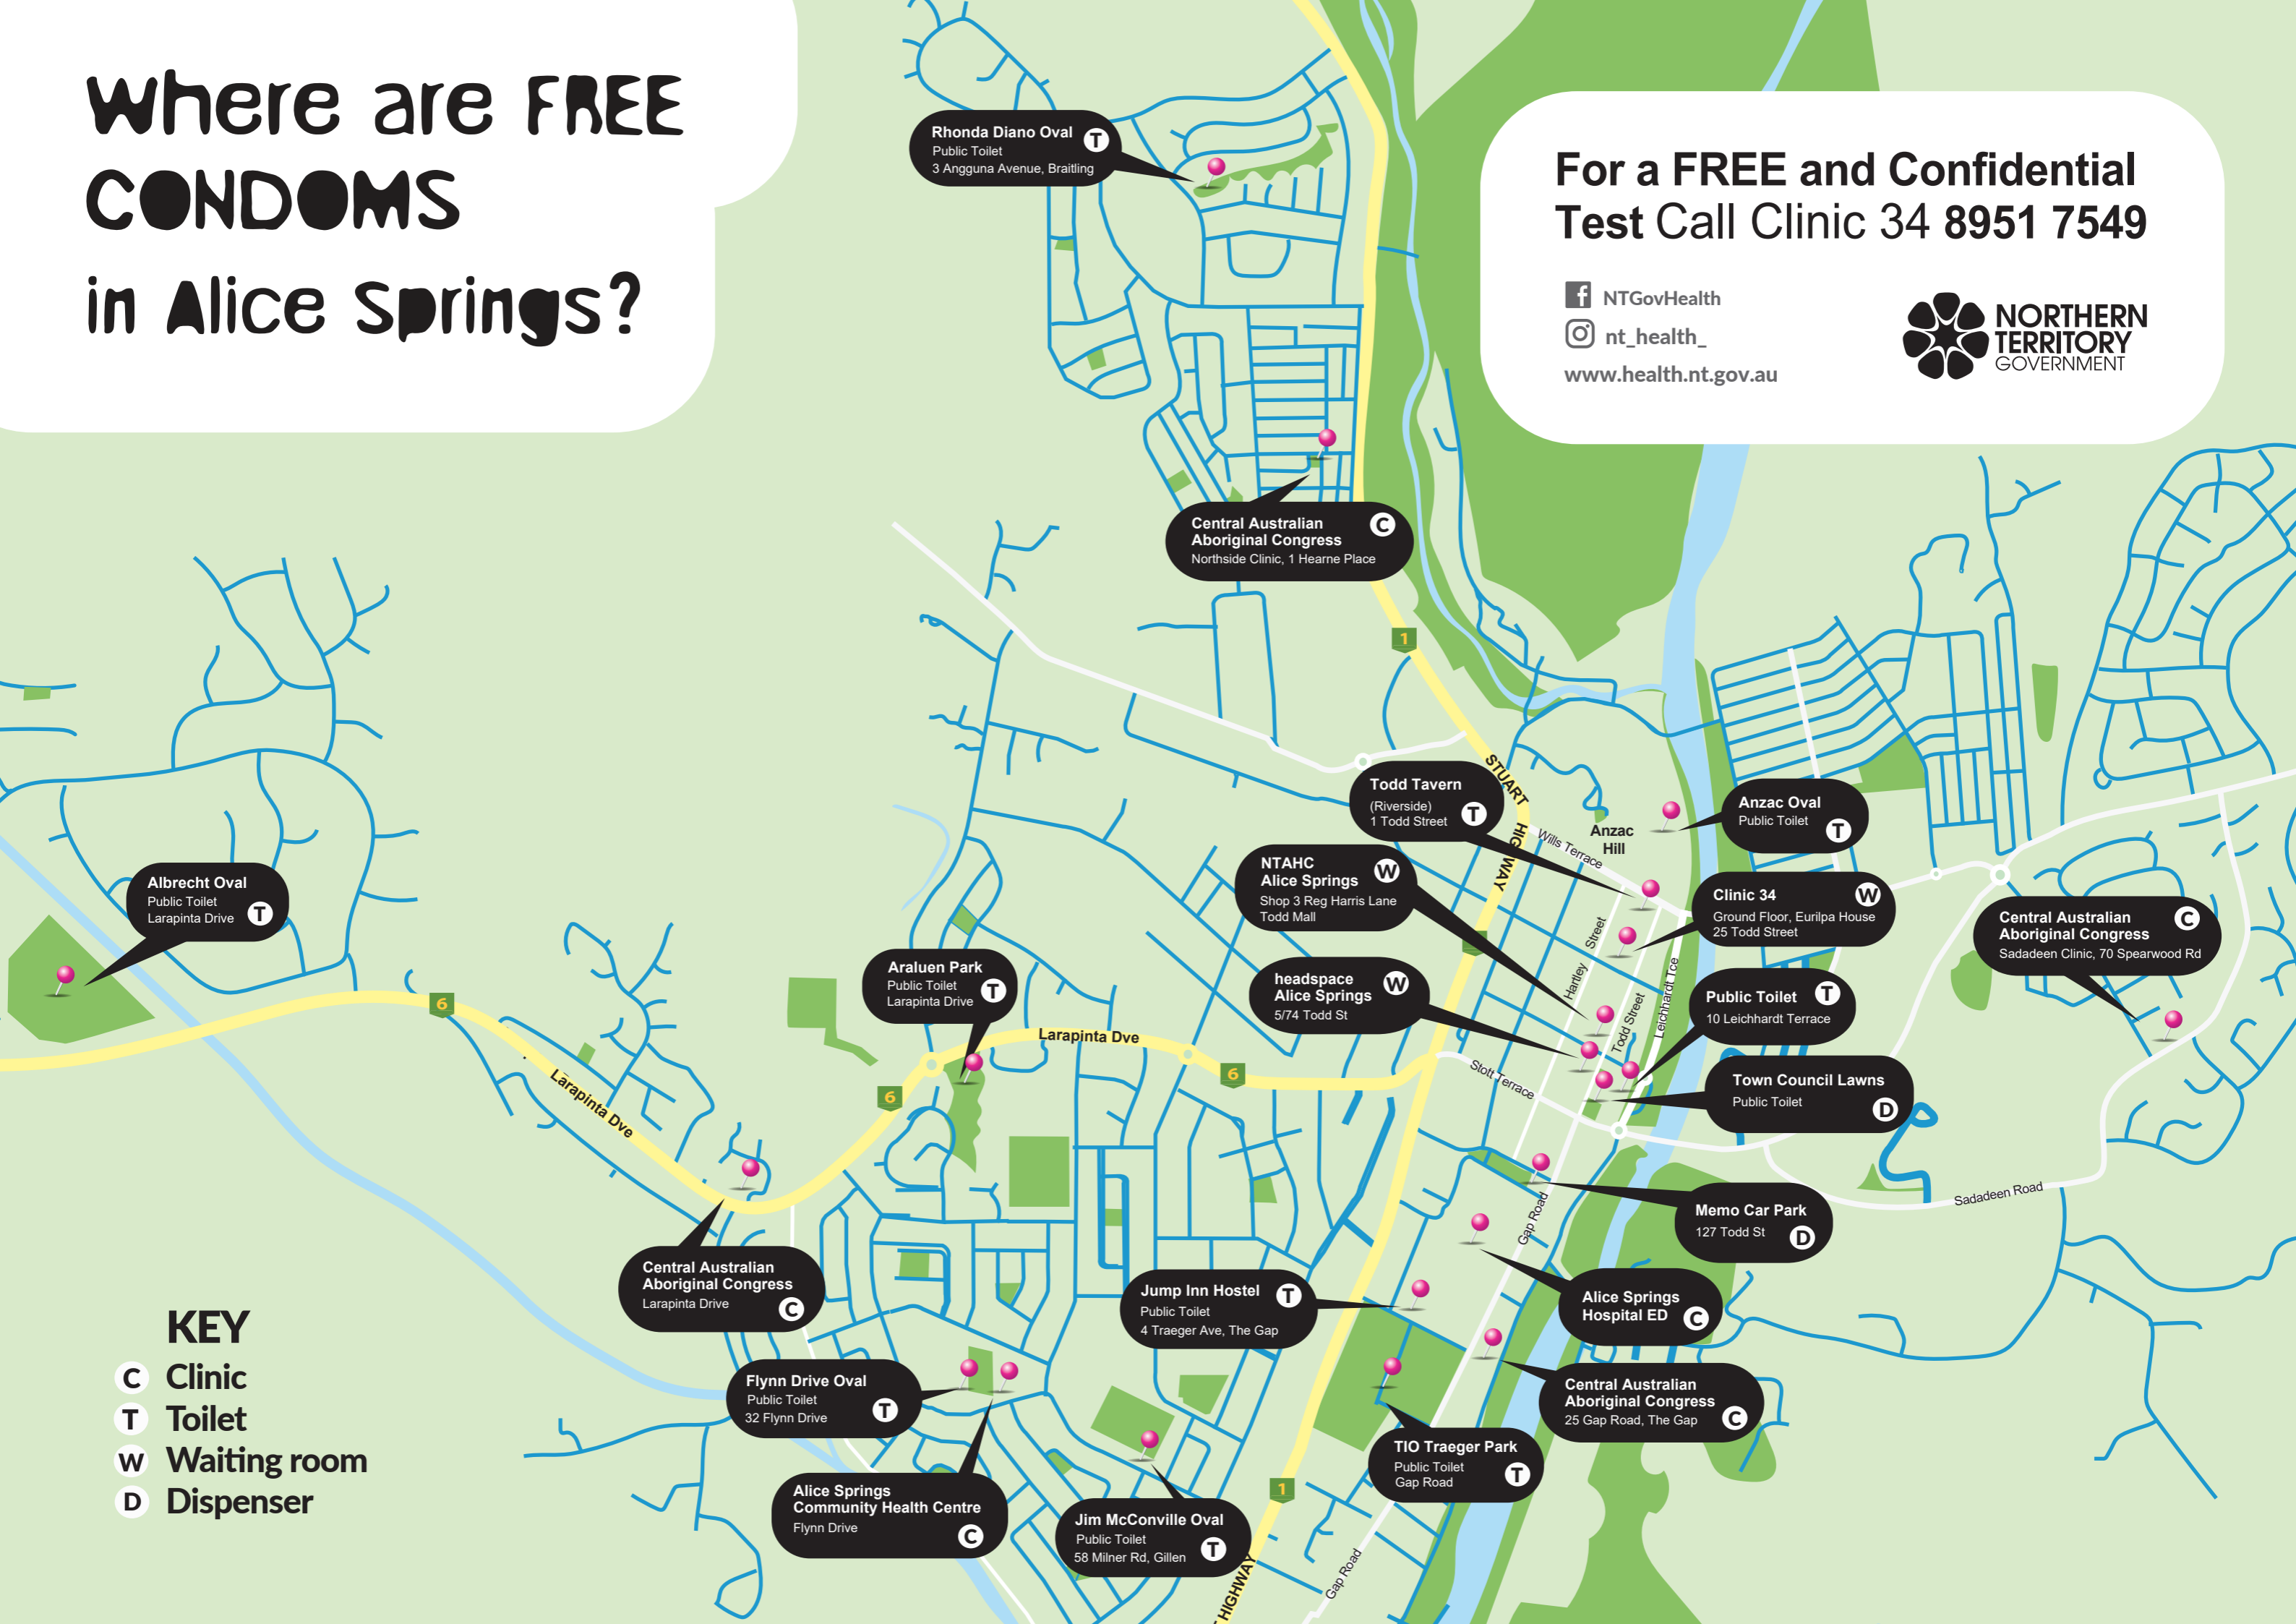 Where are FREE
CONDOMS
in Alice Springs?
For a FREE and Confidential
Test Call Clinic 34 8951 7549
NTGovHealth
nt_health_
www.health.nt.gov.au
NORTHERN
TERRITORY
GOVERNMENT
Rhonda Diano Oval
T
Public Toilet
3 Angguna Avenue, Braitling
Central Australian
Aboriginal Congress
C
Northside Clinic, 1 Hearne Place
1
STUART
HIGHWAY
Todd Tavern
(Riverside)
1 Todd Street
T
Wills Terrace
Anzac
Hill
Anzac Oval
Public Toilet
T
NTAHC
Alice Springs
W
Shop 3 Reg Harris Lane
Todd Mall
Clinic 34
W
Ground Floor, Eurilpa House
25 Todd Street
Central Australian
Aboriginal Congress
C
Sadadeen Clinic, 70 Spearwood Rd
Albrecht Oval
Public Toilet
Larapinta Drive
T
Araluen Park
Public Toilet
Larapinta Drive
T
headspace
Alice Springs
W
5/74 Todd St
Hartley
Street
Todd Street
Leichhardt Tce
Public Toilet
T
10 Leichhardt Terrace
6
Larapinta Dve
6
Larapinta Dve
6
Stott Terrace
Town Council Lawns
Public Toilet
D
Memo Car Park
127 Todd St
D
Gap Road
Sadadeen Road
Central Australian
Aboriginal Congress
Larapinta Drive
C
Jump Inn Hostel
T
Public Toilet
4 Traeger Ave, The Gap
Alice Springs
Hospital ED
C
Flynn Drive Oval
Public Toilet
32 Flynn Drive
T
Central Australian
Aboriginal Congress
25 Gap Road, The Gap
C
TIO Traeger Park
Public Toilet
Gap Road
T
Alice Springs
Community Health Centre
Flynn Drive
C
Jim McConville Oval
Public Toilet
58 Milner Rd, Gillen
T
1
HIGHWAY
Gap Road
KEY
C Clinic
T Toilet
W Waiting room
D Dispenser